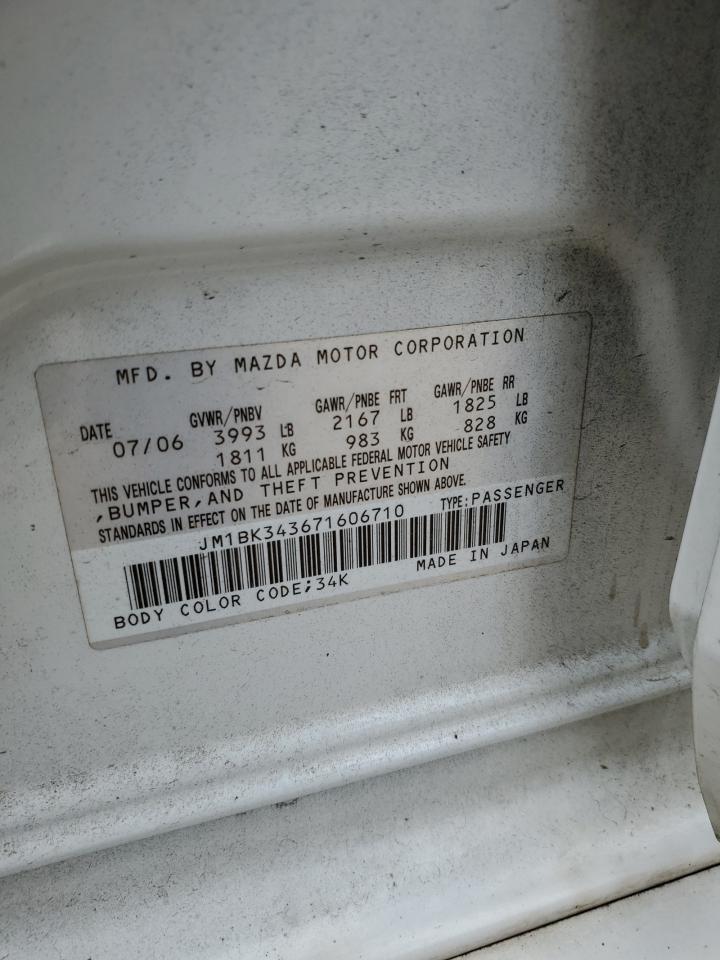 MFD. BY MAZDA MOTOR CORPORATION
DATE GVWR/PNBV GAWR/PNBE FRT GAWR/PNBE RR
07/06 3993 LB 2167 LB 1825 LB
1811 KG 983 KG 828 KG
THIS VEHICLE CONFORMS TO ALL APPLICABLE FEDERAL MOTOR VEHICLE SAFETY
,BUMPER,AND THEFT PREVENTION
STANDARDS IN EFFECT ON THE DATE OF MANUFACTURE SHOWN ABOVE.
JM1BK343671606710 TYPE:PASSENGER
BODY COLOR CODE;34K MADE IN JAPAN